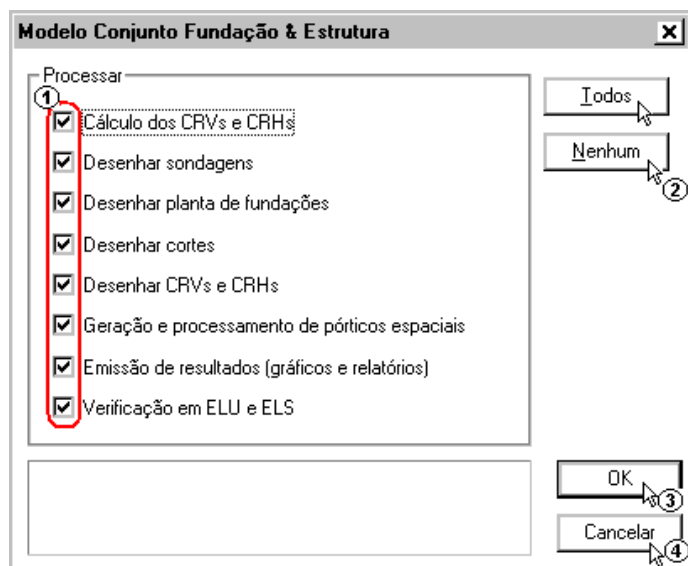 Modelo Conjunto Fundação & Estrutura
Processar
1
Cálculo dos CRVs e CRHs
Desenhar sondagens
Desenhar planta de fundações
Desenhar cortes
Desenhar CRVs e CRHs
Geração e processamento de pórticos espaciais
Emissão de resultados (gráficos e relatórios)
Verificação em ELU e ELS
Todos
Nenhum
2
OK
3
Cancelar
4